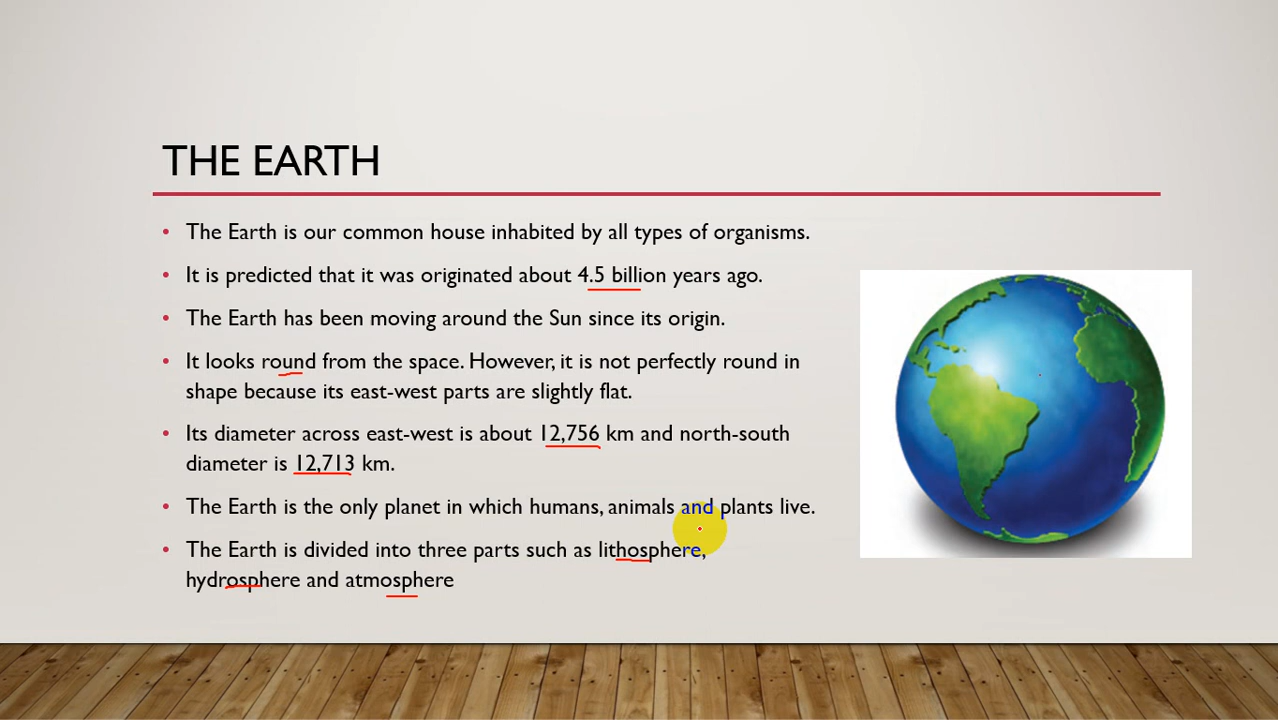 THE EARTH
• The Earth is our common house inhabited by all types of organisms.
• It is predicted that it was originated about 4.5 billion years ago.
• The Earth has been moving around the Sun since its origin.
• It looks round from the space. However, it is not perfectly round in
shape because its east-west parts are slightly flat.
• Its diameter across east-west is about 12,756 km and north-south
diameter is 12,713 km.
• The Earth is the only planet in which humans, animals and plants live.
• The Earth is divided into three parts such as lithosphere,
hydrosphere and atmosphere